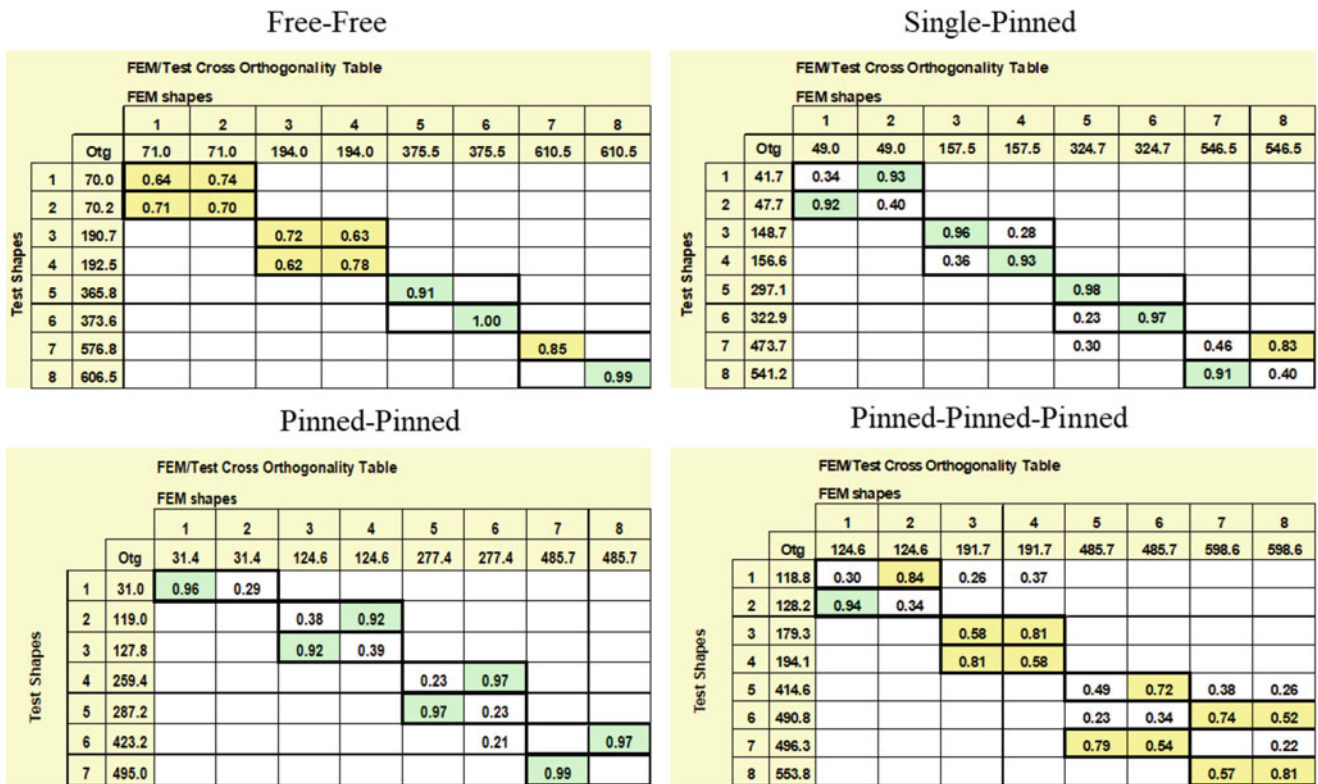 Free-Free
FEM/Test Cross Orthogonality Table
FEM shapes
1 2 3 4 5 6 7 8
Otg 71.0 71.0 194.0 194.0 375.5 375.5 610.5 610.5
Test Shapes
1 70.0 0.64 0.74
2 70.2 0.71 0.70
3 190.7 0.72 0.63
4 192.5 0.62 0.78
5 365.8 0.91
6 373.6 1.00
7 576.8 0.85
8 606.5 0.99
Single-Pinned
FEM/Test Cross Orthogonality Table
FEM shapes
1 2 3 4 5 6 7 8
Otg 49.0 49.0 157.5 157.5 324.7 324.7 546.5 546.5
Test Shapes
1 41.7 0.34 0.93
2 47.7 0.92 0.40
3 148.7 0.96 0.28
4 156.6 0.36 0.93
5 297.1 0.98
6 322.9 0.23 0.97
7 473.7 0.30 0.46 0.83
8 541.2 0.91 0.40
Pinned-Pinned
FEM/Test Cross Orthogonality Table
FEM shapes
1 2 3 4 5 6 7 8
Otg 31.4 31.4 124.6 124.6 277.4 277.4 485.7 485.7
Test Shapes
1 31.0 0.96 0.29
2 119.0 0.38 0.92
3 127.8 0.92 0.39
4 259.4 0.23 0.97
5 287.2 0.97 0.23
6 423.2 0.21 0.97
7 495.0 0.99
Pinned-Pinned-Pinned
FEM/Test Cross Orthogonality Table
FEM shapes
1 2 3 4 5 6 7 8
Otg 124.6 124.6 191.7 191.7 485.7 485.7 598.6 598.6
Test Shapes
1 118.8 0.30 0.84 0.26 0.37
2 128.2 0.94 0.34
3 179.3 0.58 0.81
4 194.1 0.81 0.58
5 414.6 0.49 0.72 0.38 0.26
6 490.8 0.23 0.34 0.74 0.52
7 496.3 0.79 0.54 0.22
8 553.8 0.57 0.81